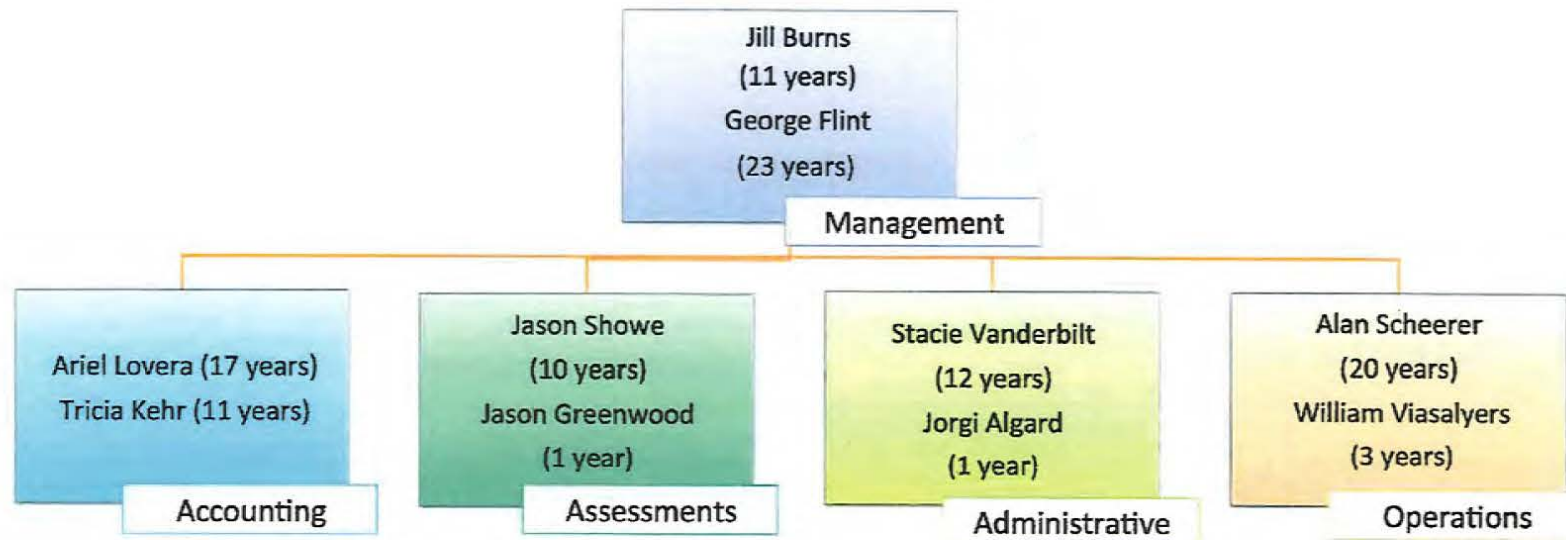 Jill Burns
(11 years)
George Flint
(23 years)
Management
Ariel Lovera (17 years)
Tricia Kehr (11 years)
Accounting
Jason Showe
(10 years)
Jason Greenwood
(1 year)
Assessments
Stacie Vanderbilt
(12 years)
Jorgi Algard
(1 year)
Administrative
Alan Scheerer
(20 years)
William Viasalyers
(3 years)
Operations